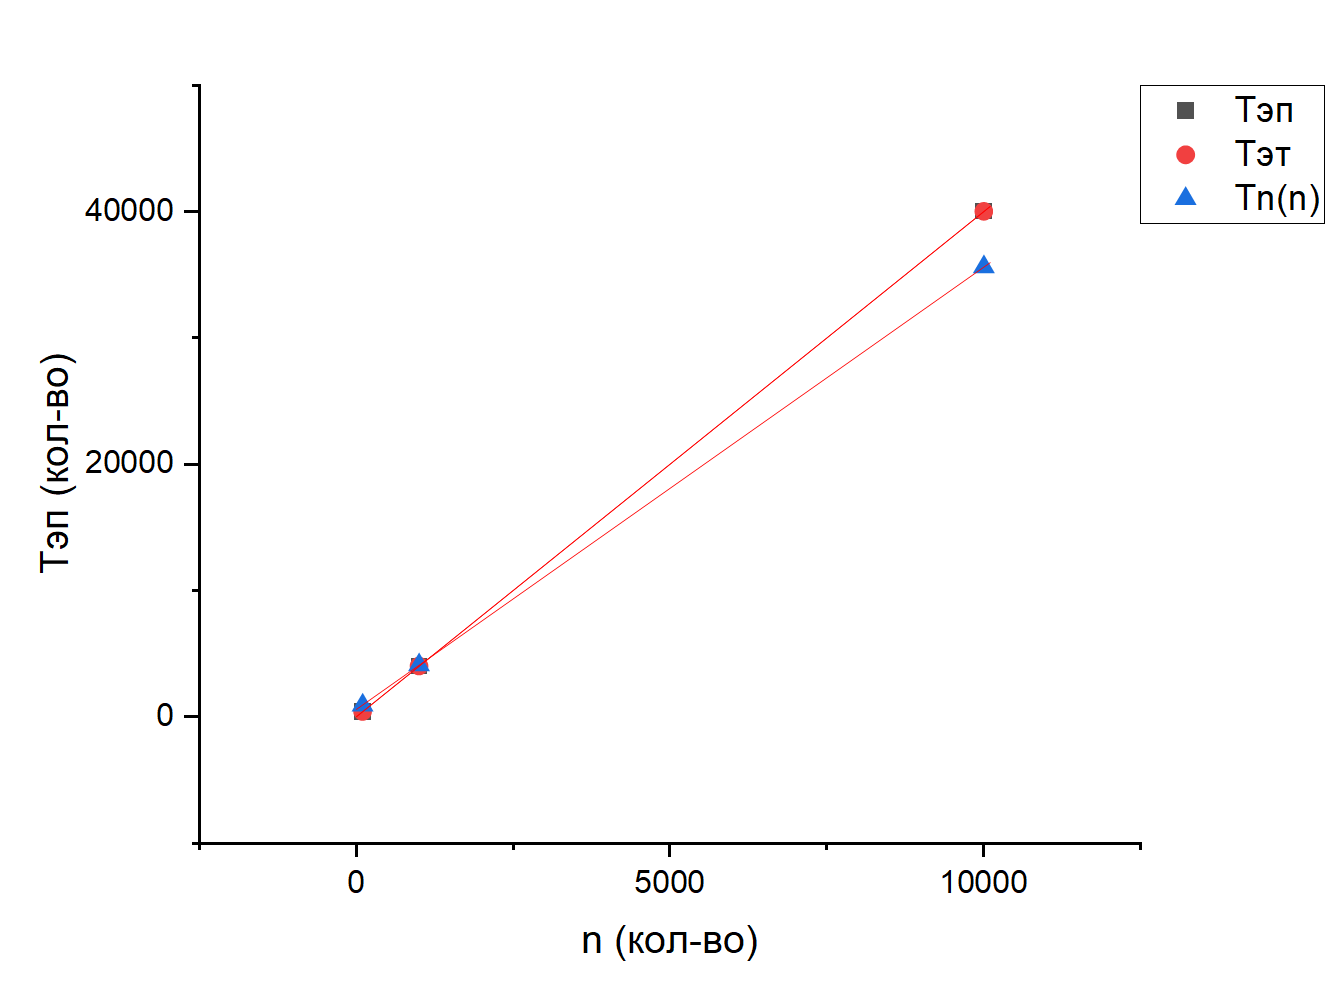 Тэп
Тэт
Tn(n)
40000
20000
0
Тэп (кол-во)
0
5000
10000
n (кол-во)